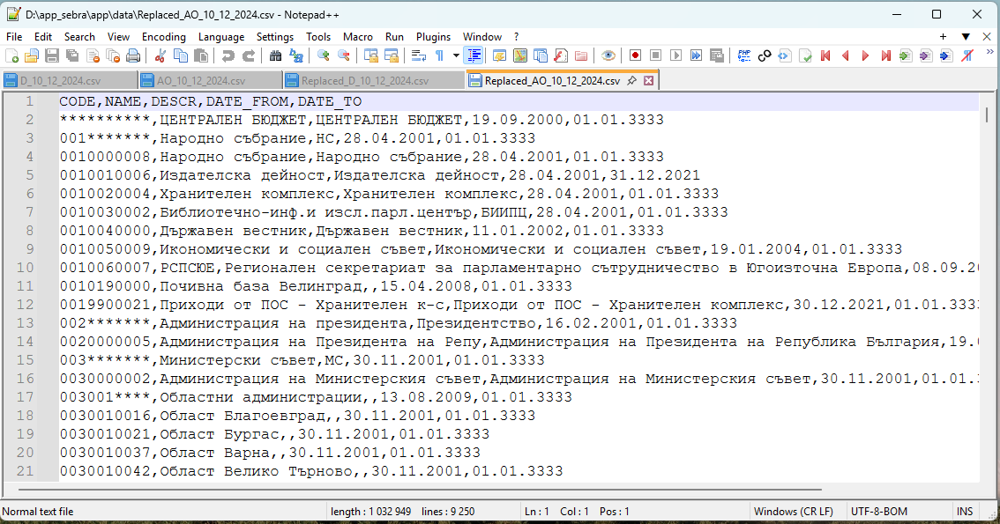 D:\app_sebra\app\data\Replaced_AO_10_12_2024.csv - Notepad++
File Edit Search View Encoding Language Settings Tools Macro Run Plugins Window ?
D_10_12_2024.csv AO_10_12_2024.csv Replaced_D_10_12_2024.csv Replaced_AO_10_12_2024.csv
1 CODE,NAME,DESCR,DATE_FROM,DATE_TO
2 **********,ЦЕНТРАЛЕН БЮДЖЕТ,ЦЕНТРАЛЕН БЮДЖЕТ,19.09.2000,01.01.3333
3 001*******,Народно събрание,НС,28.04.2001,01.01.3333
4 0010000008,Народно събрание,Народно събрание,28.04.2001,01.01.3333
5 0010010006,Издателска дейност,Издателска дейност,28.04.2001,31.12.2021
6 0010020004,Хранителен комплекс,Хранителен комплекс,28.04.2001,01.01.3333
7 0010030002,Библиотечно-инф.и изсл.парл.център,БИИПЦ,28.04.2001,01.01.3333
8 0010040000,Държавен вестник,Държавен вестник,11.01.2002,01.01.3333
9 0010050009,Икономически и социален съвет,Икономически и социален съвет,19.01.2004,01.01.3333
10 0010060007,РСПСЮЕ,Регионален секретариат за парламентарно сътрудничество в Югоизточна Европа,08.09.20
11 0010190000,Почивна база Велинград,,15.04.2008,01.01.3333
12 0019900021,Приходи от ПОС - Хранителен к-с,Приходи от ПОС - Хранителен комплекс,30.12.2021,01.01.333
13 002*******,Администрация на президента,Президентство,16.02.2001,01.01.3333
14 0020000005,Администрация на Президента на Репу,Администрация на Президента на Република България,19.0
15 003*******,Министерски съвет,МС,30.11.2001,01.01.3333
16 0030000002,Администрация на Министерския съвет,Администрация на Министерския съвет,30.11.2001,01.01.
17 003001****,Областни администрации,,13.08.2009,01.01.3333
18 0030010016,Област Благоевград,,30.11.2001,01.01.3333
19 0030010021,Област Бургас,,30.11.2001,01.01.3333
20 0030010037,Област Варна,,30.11.2001,01.01.3333
21 0030010042,Област Велико Търново,,30.11.2001,01.01.3333
Normal text file length : 1 032 949 lines : 9 250 Ln : 1 Col : 1 Pos : 1 Windows (CR LF) UTF-8-BOM INS